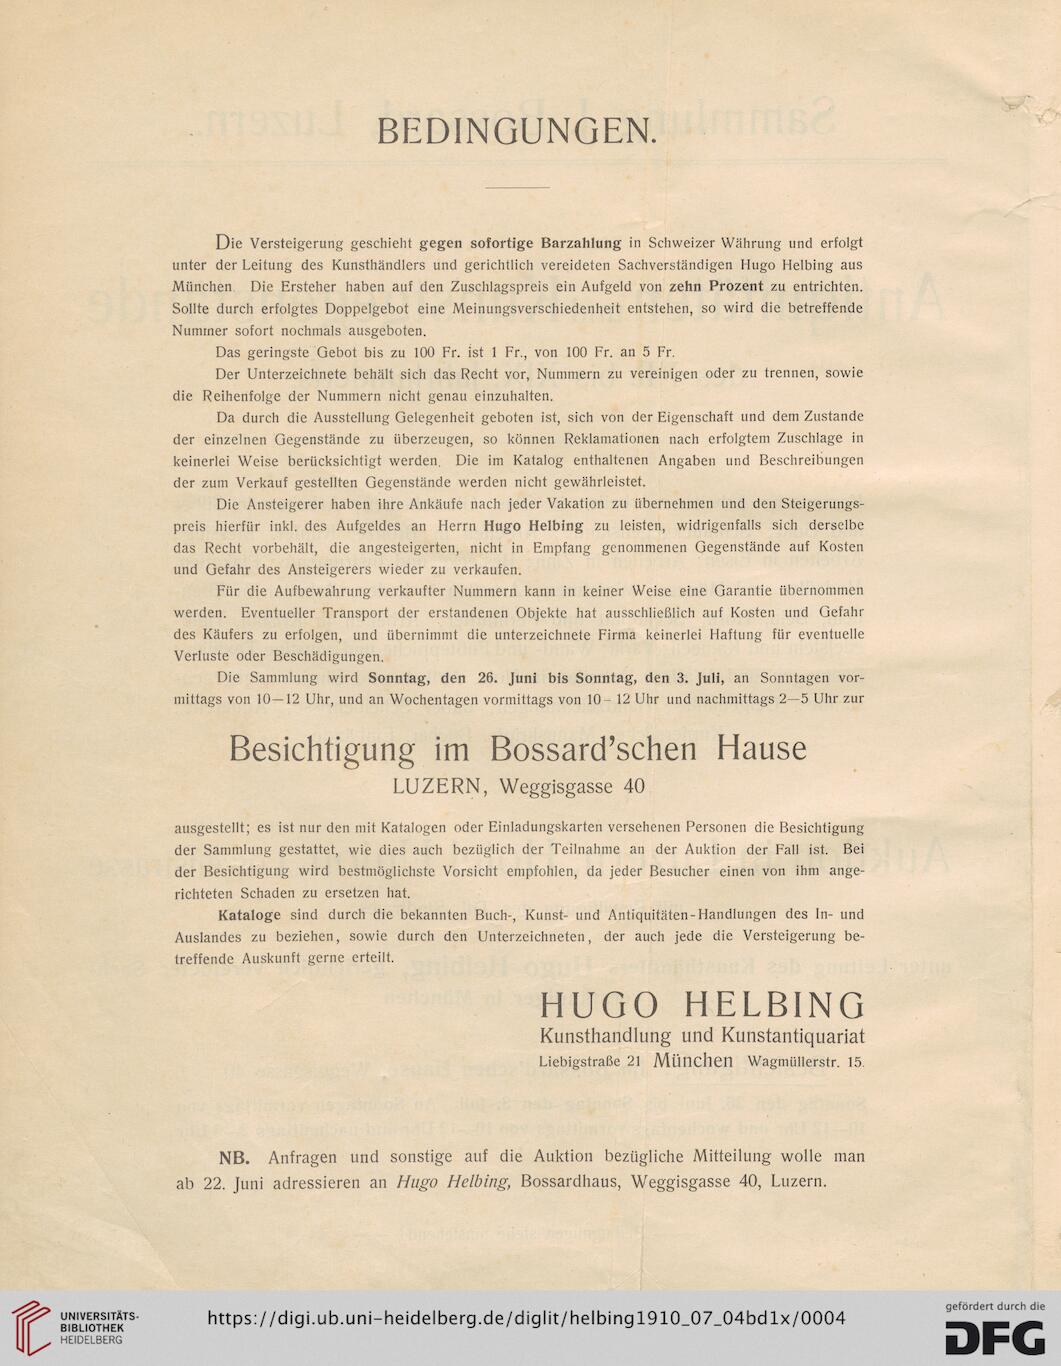 BEDINGUNGEN.
Die Versteigerung geschieht gegen sofortige Barzahlung in Schweizer Währung und erfolgt
unter der Leitung des Kunsthändlers und gerichtlich vereideten Sachverständigen Hugo Helbing aus
München. Die Ersteher haben auf den Zuschlagspreis ein Aufgeld von zehn Prozent zu entrichten.
Sollte durch erfolgtes Doppelgebot eine Meinungsverschiedenheit entstehen, so wird die betreffende
Nummer sofort nochmals ausgeboten.
Das geringste Gebot bis zu 100 Fr. ist 1 Fr., von 100 Fr. an 5 Fr.
Der Unterzeichnete behält sich das Recht vor, Nummern zu vereinigen oder zu trennen, sowie
die Reihenfolge der Nummern nicht genau einzuhalten.
Da durch die Ausstellung Gelegenheit geboten ist, sich von der Eigenschaft und dem Zustande
der einzelnen Gegenstände zu überzeugen, so können Reklamationen nach erfolgtem Zuschlage in
keinerlei Weise berücksichtigt werden. Die im Katalog enthaltenen Angaben und Beschreibungen
der zum Verkauf gestellten Gegenstände werden nicht gewährleistet.
Die Ansteigerer haben ihre Ankäufe nach jeder Vakation zu übernehmen und den Steigerungs-
preis hierfür inkl. des Aufgeldes an Herrn Hugo Helbing zu leisten, widrigenfalls sich derselbe
das Recht vorbehält, die angesteigerten, nicht in Empfang genommenen Gegenstände auf Kosten
und Gefahr des Ansteigerers wieder zu verkaufen.
Für die Aufbewahrung verkaufter Nummern kann in keiner Weise eine Garantie übernommen
werden. Eventueller Transport der erstandenen Objekte hat ausschließlich auf Kosten und Gefahr
des Käufers zu erfolgen, und übernimmt die unterzeichnete Firma keinerlei Haftung für eventuelle
Verluste oder Beschädigungen.
Die Sammlung wird Sonntag, den 26. Juni bis Sonntag, den 3. Juli, an Sonntagen vor-
mittags von 10—12 Uhr, und an Wochentagen vormittags von 10—12 Uhr und nachmittags 2—5 Uhr zur
Besichtigung im Bossard'schen Hause
LUZERN, Weggisgasse 40
ausgestellt; es ist nur den mit Katalogen oder Einladungskarten versehenen Personen die Besichtigung
der Sammlung gestattet, wie dies auch bezüglich der Teilnahme an der Auktion der Fall ist. Bei
der Besichtigung wird bestmöglichste Vorsicht empfohlen, da jeder Besucher einen von ihm ange-
richteten Schaden zu ersetzen hat.
Kataloge sind durch die bekannten Buch-, Kunst- und Antiquitäten-Handlungen des In- und
Auslandes zu beziehen, sowie durch den Unterzeichneten, der auch jede die Versteigerung be-
treffende Auskunft gerne erteilt.
HUGO HELBING
Kunsthandlung und Kunstantiquariat
Liebigstraße 21 München Wagmüllerstr. 15.
NB. Anfragen und sonstige auf die Auktion bezügliche Mitteilung wolle man
ab 22. Juni adressieren an Hugo Helbing, Bossardhaus, Weggisgasse 40, Luzern.
UNIVERSITÄTS-
BIBLIOTHEK
HEIDELBERG
https://digi.ub.uni-heidelberg.de/diglit/helbing1910_07_04bd1x/0004
gefördert durch die
DFG